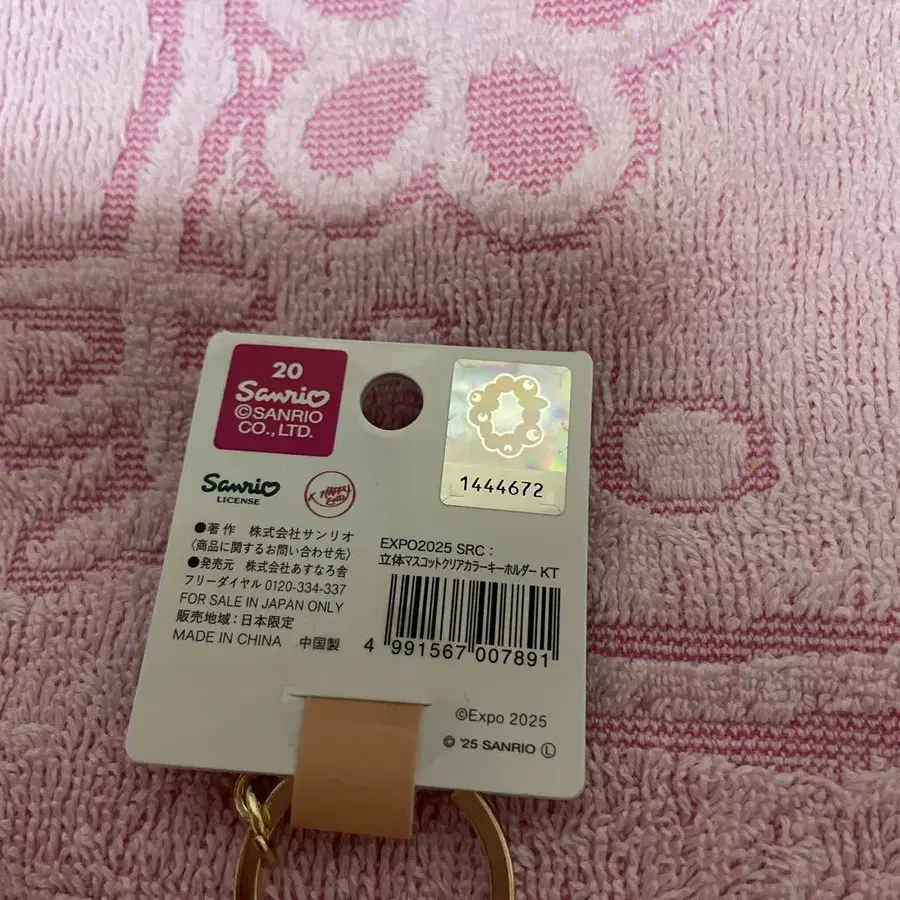 20
Sanrio
©SANRIO
CO.,LTD.
1444672
Sanrio
LICENSE
●著作 株式会社サンリオ
〈商品に関するお問い合わせ先〉
●発売元 株式会社あすなろ舎
フリーダイヤル 0120-334-337
FOR SALE IN JAPAN ONLY
販売地域：日本限定
MADE IN CHINA 中国製
EXPO2025 SRC：
立体マスコットクリアカラーキーホルダー KT
4 991567 007891
©Expo 2025
© '25 SANRIO Ⓛ